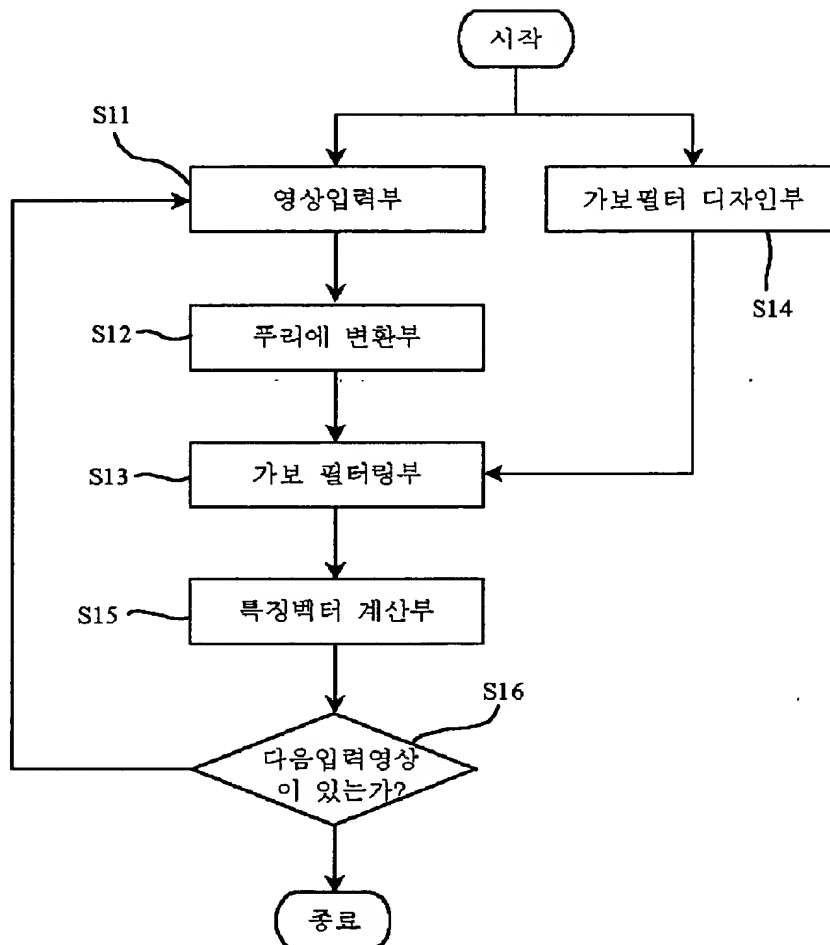 시작
S11
영상입력부
가보필터 디자인부
S14
S12
푸리에 변환부
S13
가보 필터링부
S15
특징벡터 계산부
S16
다음입력영상
이 있는가?
종료